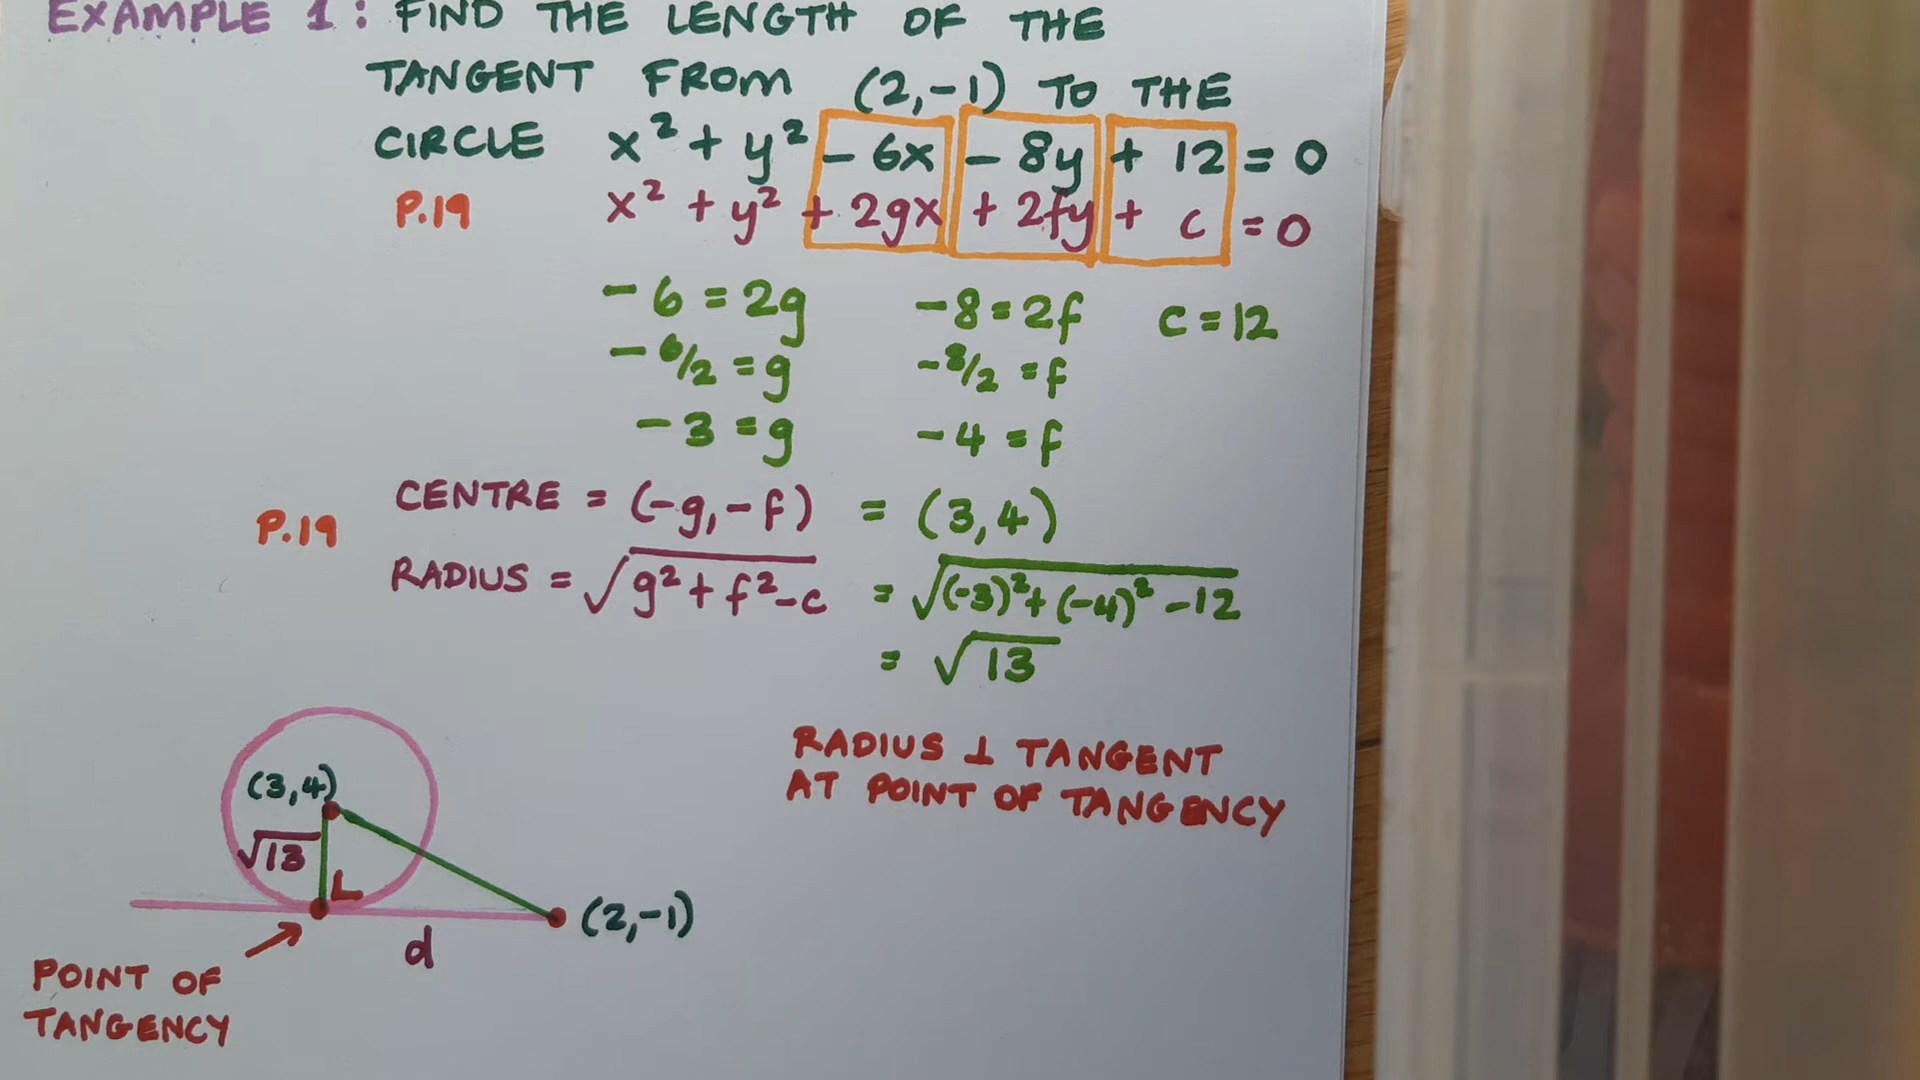 EXAMPLE 1: FIND THE LENGTH OF THE
TANGENT FROM (2,-1) TO THE
CIRCLE x² + y² - 6x - 8y + 12 = 0
P.19 x² + y² + 2gx + 2fy + c = 0
-6 = 2g -8 = 2f c = 12
-6/2 = g -8/2 = f
-3 = g -4 = f
CENTRE = (-g,-f) = (3,4)
P.19
RADIUS = √g² + f² - c = √(-3)² + (-4)² - 12
= √13
RADIUS ⊥ TANGENT
AT POINT OF TANGENCY
(3,4)
√13
(2,-1)
d
POINT OF
TANGENCY